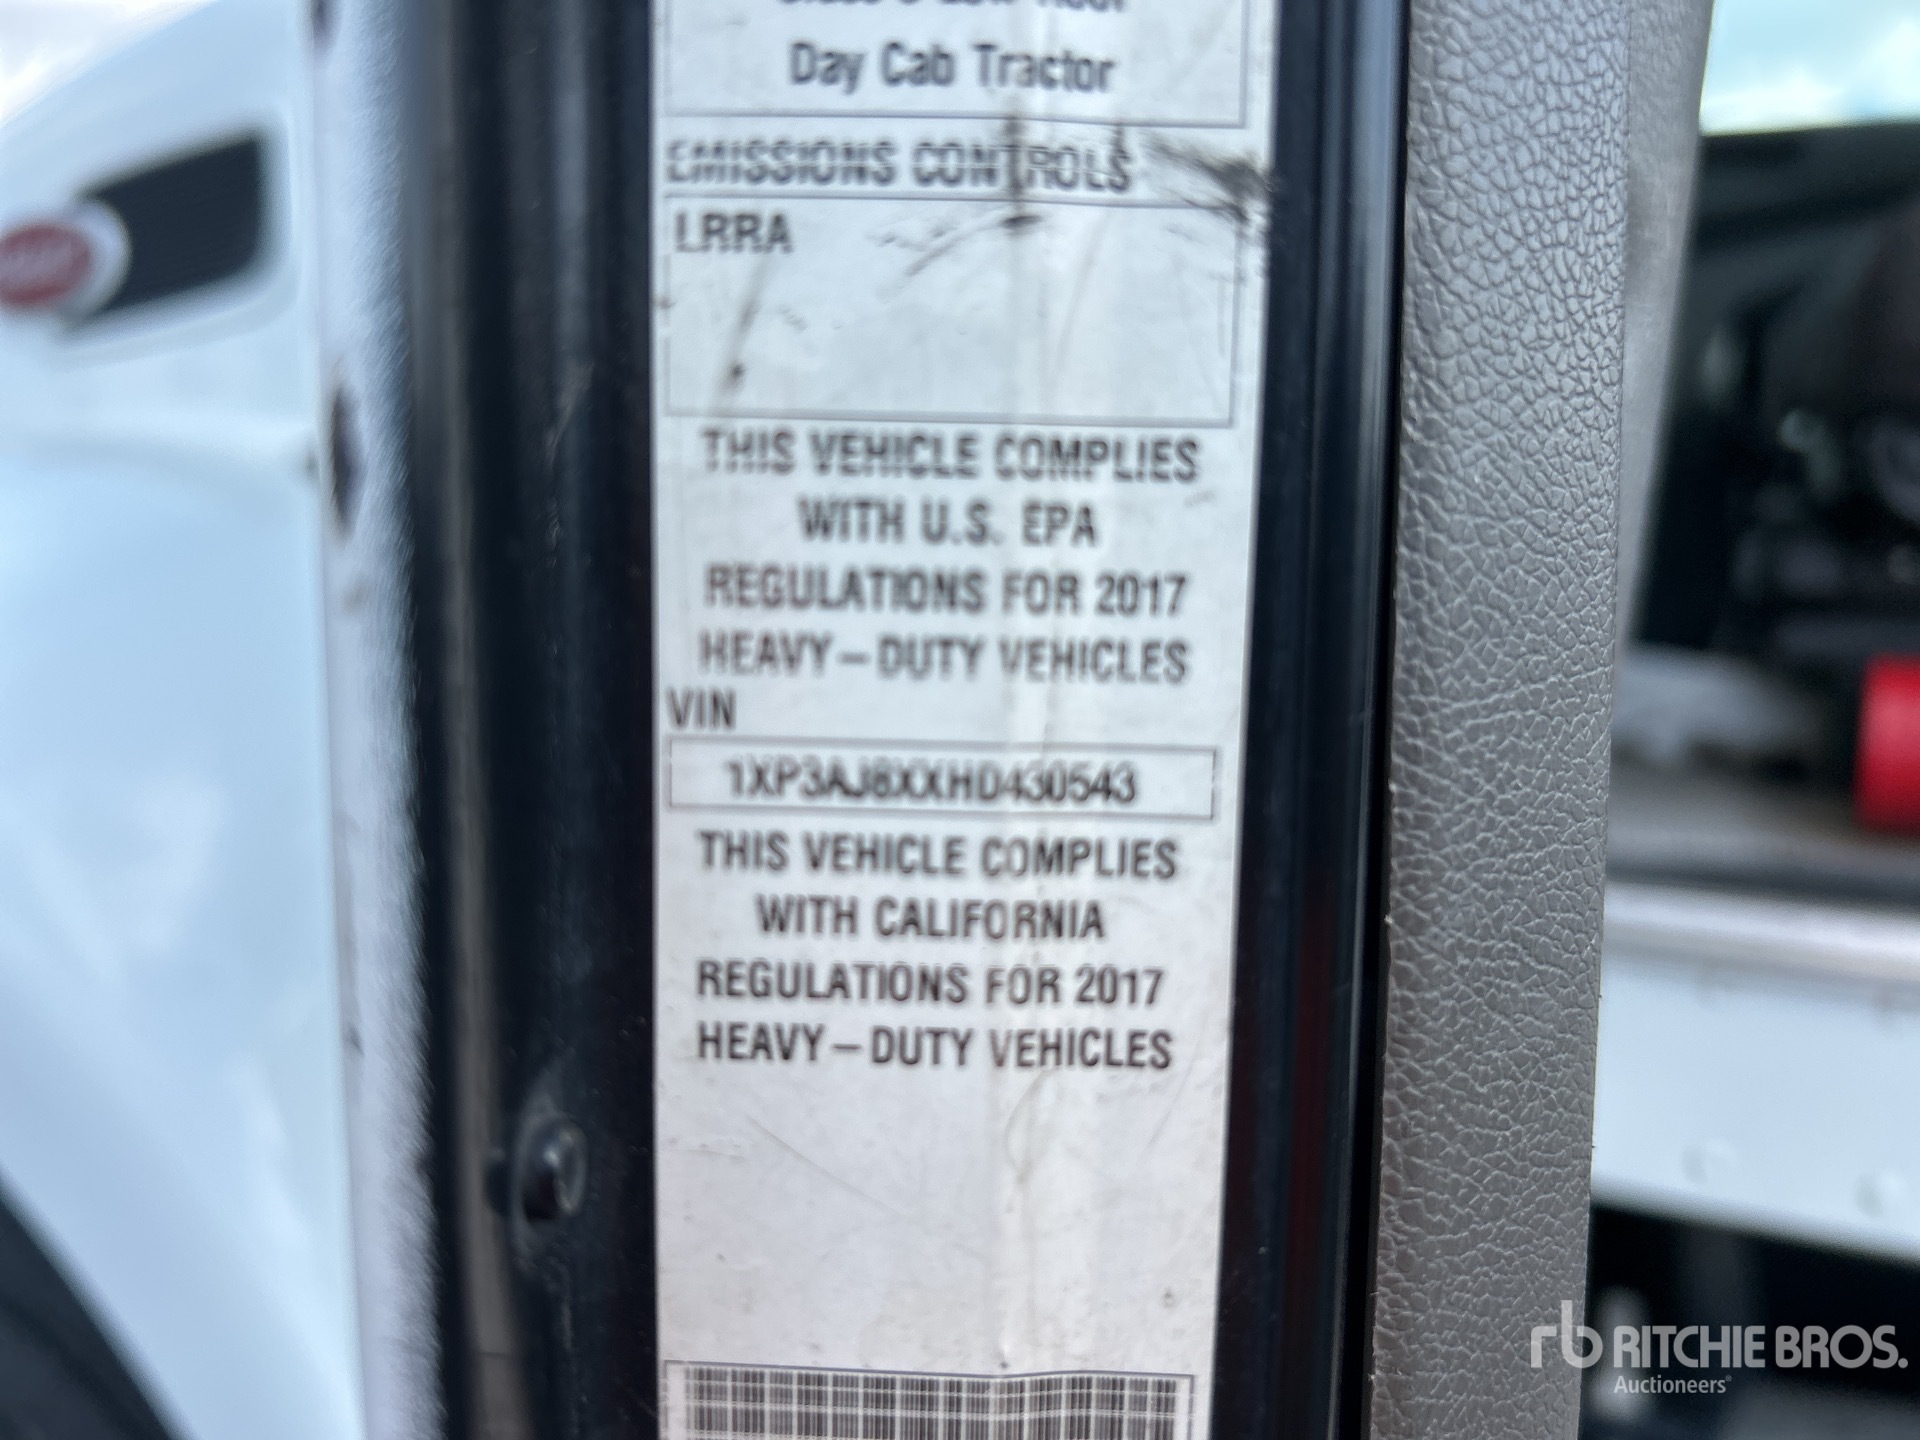 Day Cab Tractor
EMISSIONS CONTROLS
LRRA
THIS VEHICLE COMPLIES
WITH U.S. EPA
REGULATIONS FOR 2017
HEAVY-DUTY VEHICLES
VIN
1XP3AJ8XXHD430543
THIS VEHICLE COMPLIES
WITH CALIFORNIA
REGULATIONS FOR 2017
HEAVY-DUTY VEHICLES
rb RITCHIE BROS.
Auctioneers